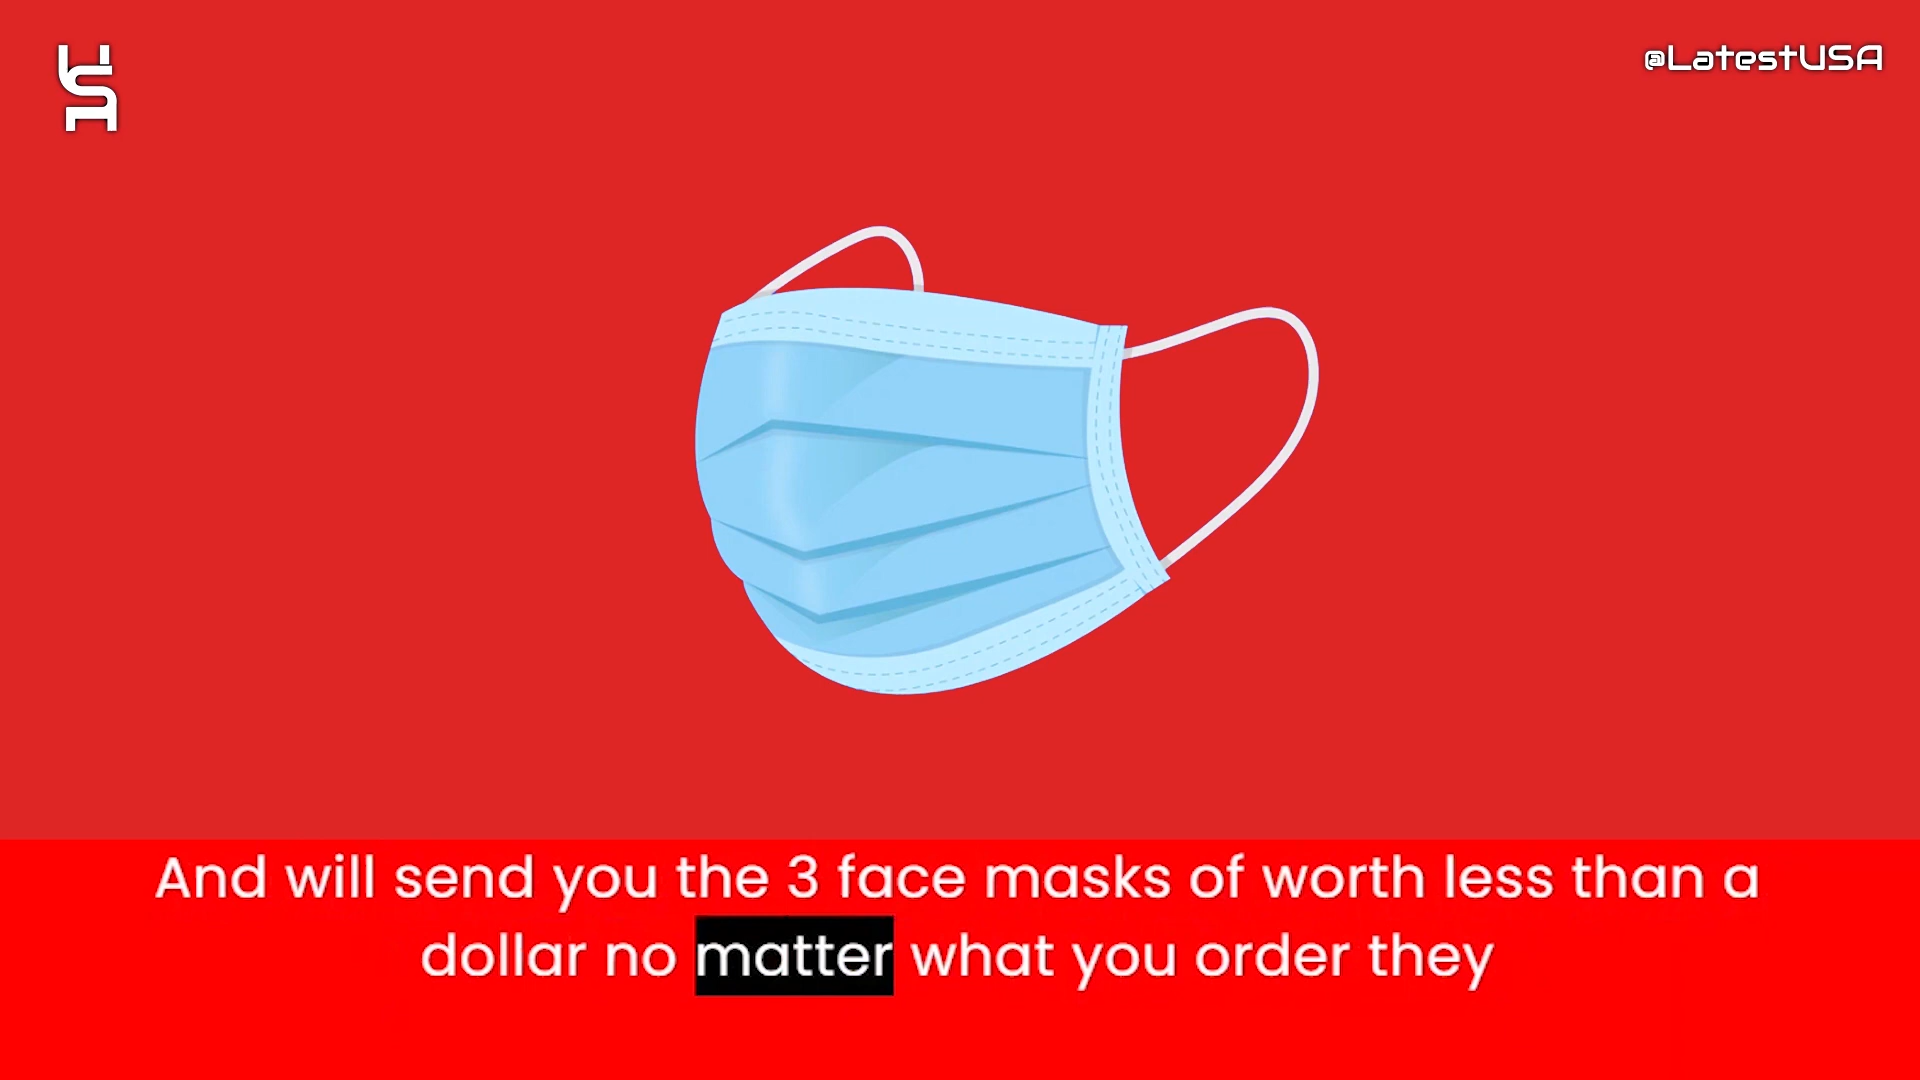 USA
@LatestUSA
And will send you the 3 face masks of worth less than a
dollar no matter what you order they